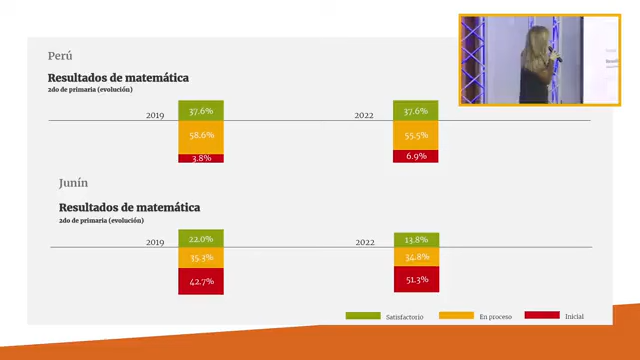 Perú
Resultados de matemática
2do de primaria (evolución)
2019
37.6%
58.6%
3.8%
2022
37.6%
55.5%
6.9%
Junín
Resultados de matemática
2do de primaria (evolución)
2019
22.0%
35.3%
42.7%
2022
13.8%
34.8%
51.3%
Satisfactorio
En proceso
Inicial